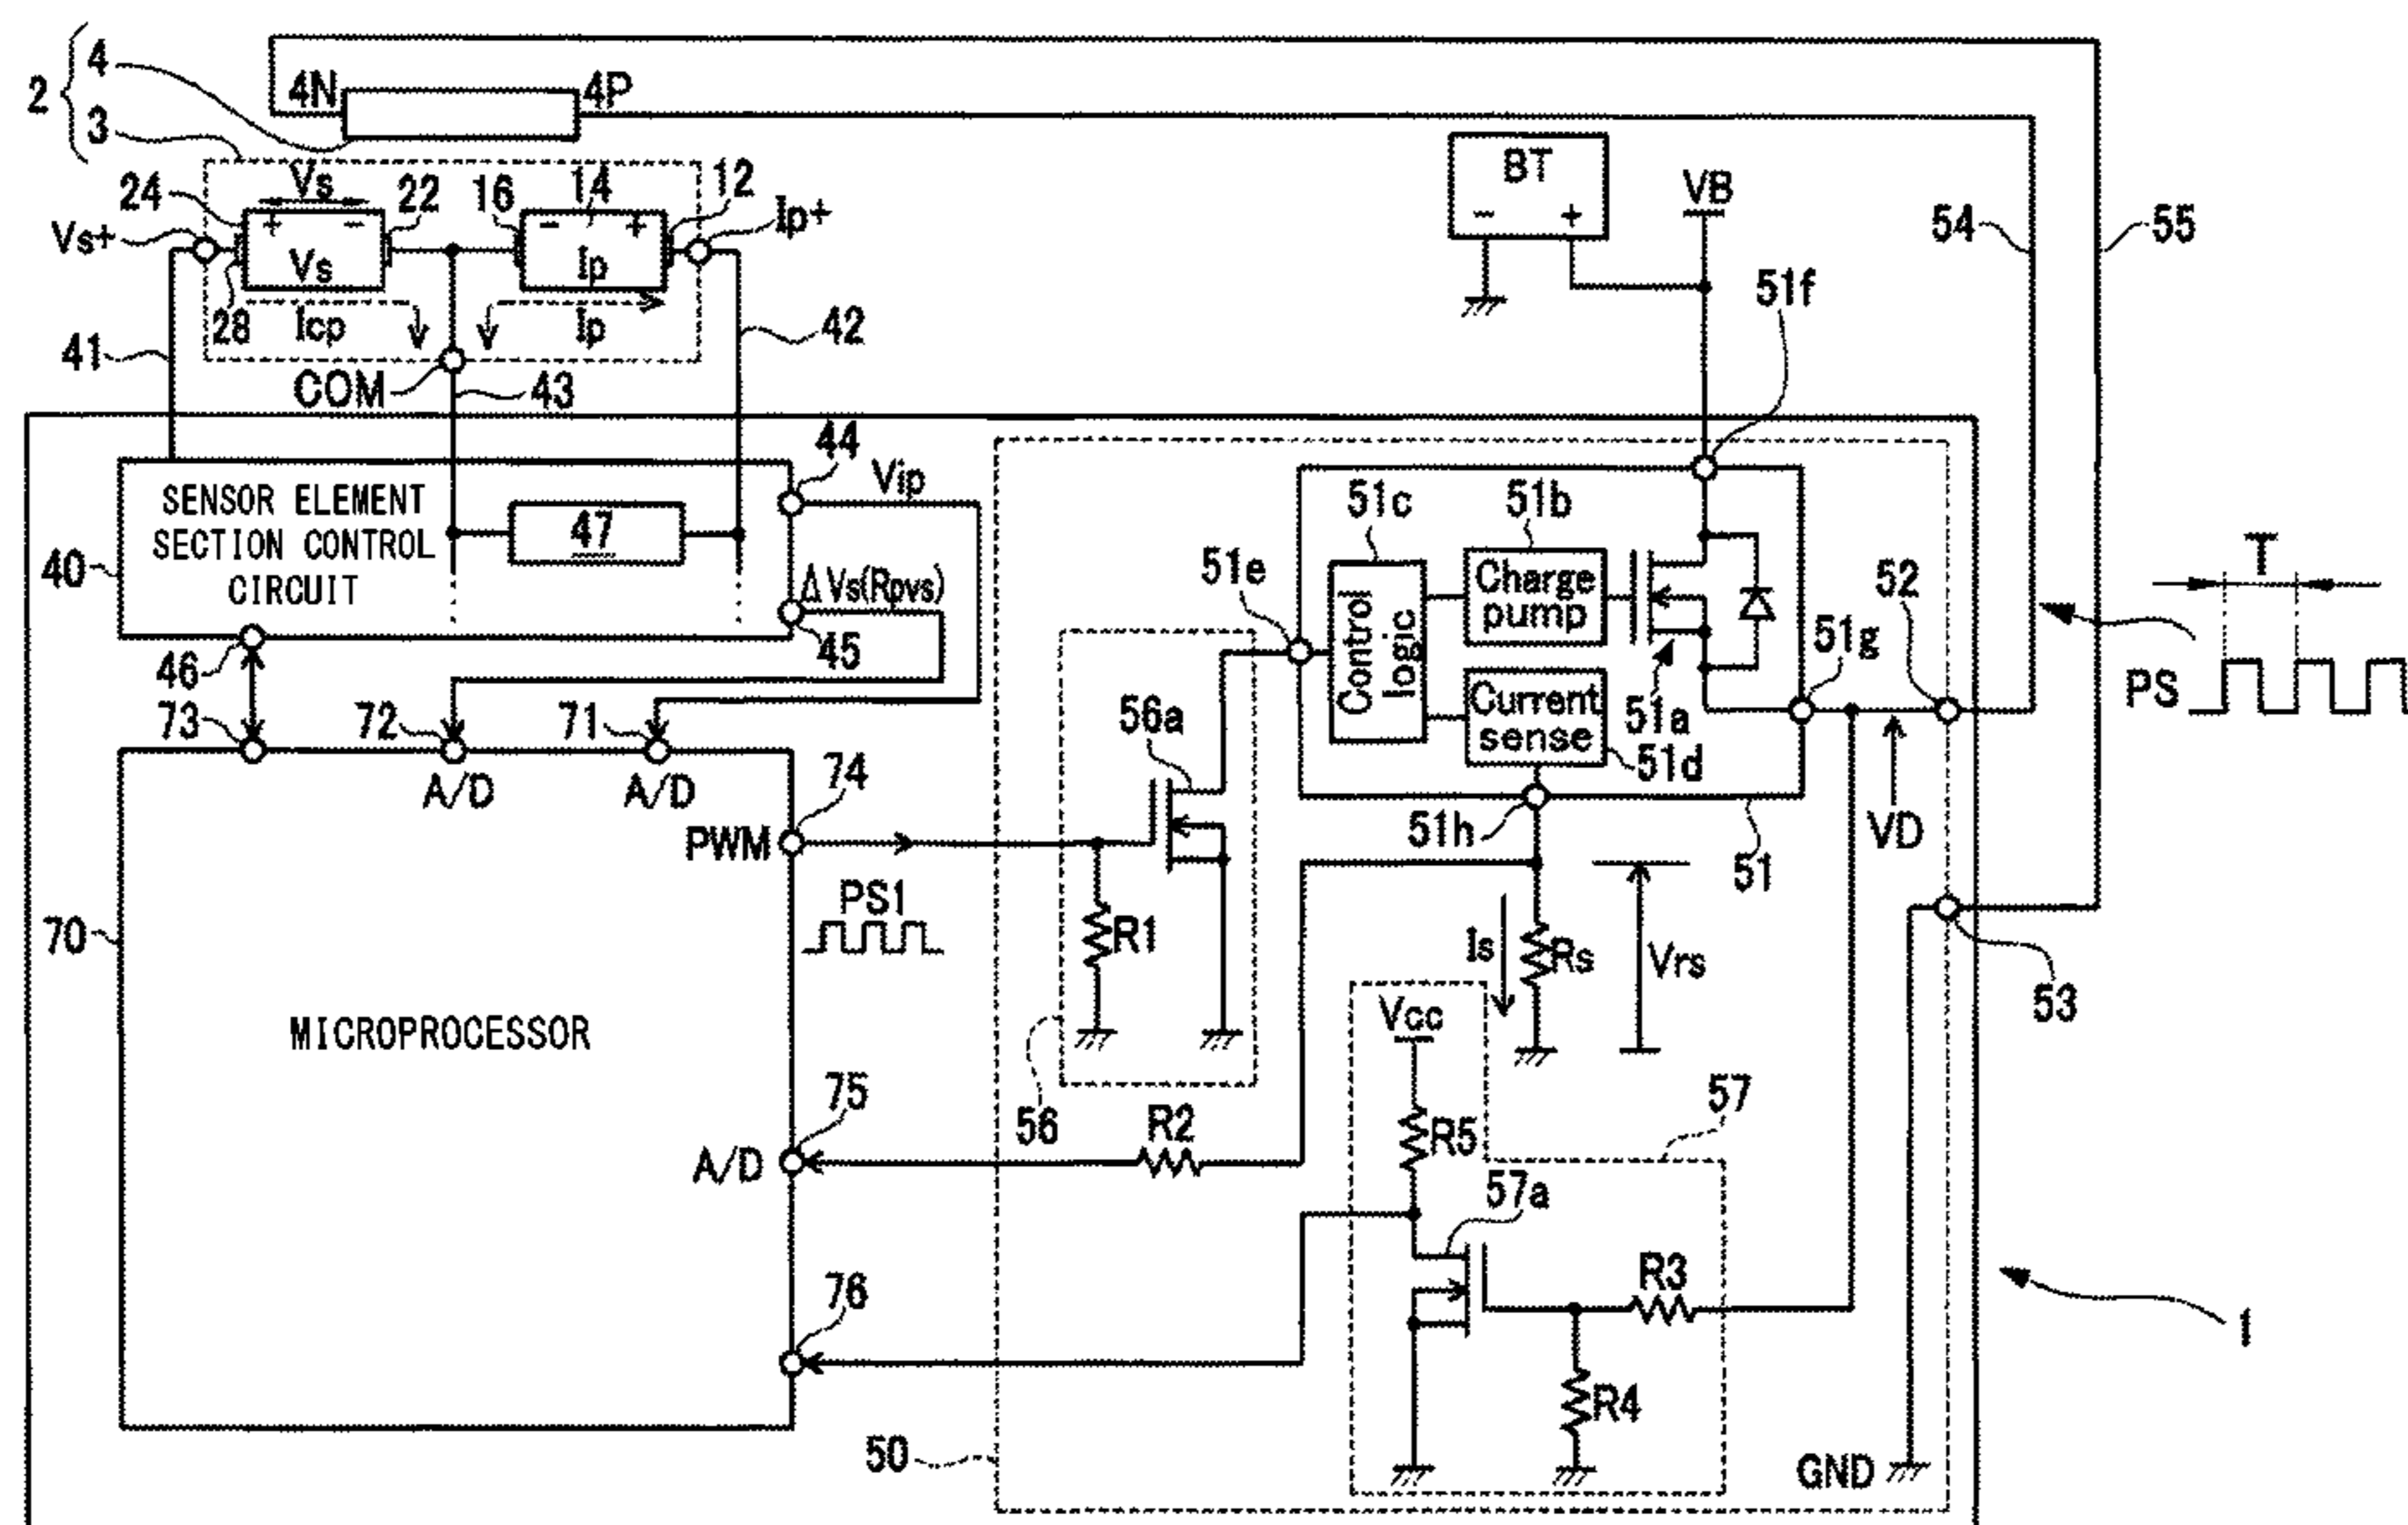 2
4
3
4N
4P
BT
- +
VB
54
55
Vs
24
22
16
14
12
Ip+
Vs+
+ -
Vs
- +
Ip
28
Icp
Ip
41
42
51f
COM
43
44
Vip
SENSOR ELEMENT
SECTION CONTROL
CIRCUIT
47
40
ΔVs(Rpvs)
45
46
51c
51b
51e
Control
logic
Charge
pump
51a
51g
52
T
PS
Current
sense
51d
51h
51
VD
73
72
71
A/D
A/D
74
PWM
PS1
56a
R1
Is
Rs
Vrs
53
70
MICROPROCESSOR
56
Vcc
57
75
A/D
R2
R5
57a
R3
76
R4
1
50
GND